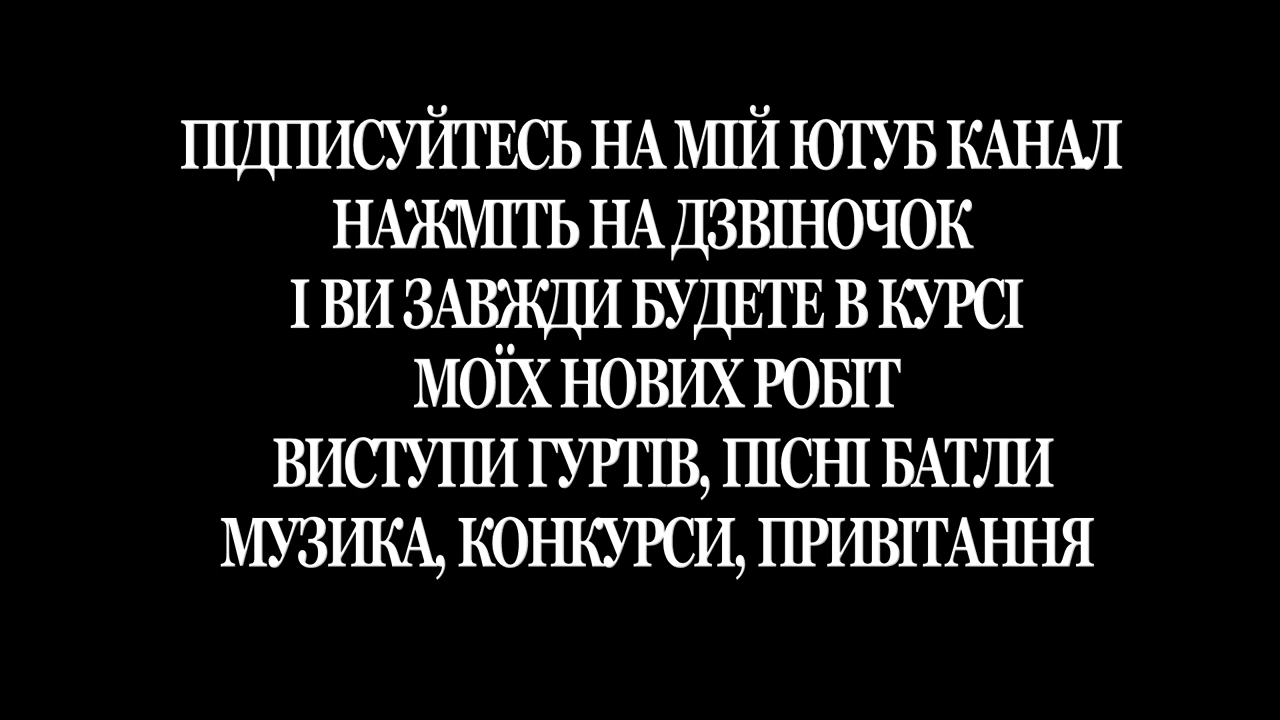 ПІДПИСУЙТЕСЬ НА МІЙ ЮТУБ КАНАЛ
НАЖМІТЬ НА ДЗВІНОЧОК
І ВИ ЗАВЖДИ БУДЕТЕ В КУРСІ
МОЇХ НОВИХ РОБІТ
ВИСТУПИ ГУРТІВ, ПІСНІ БАТЛИ
МУЗИКА, КОНКУРСИ, ПРИВІТАННЯ